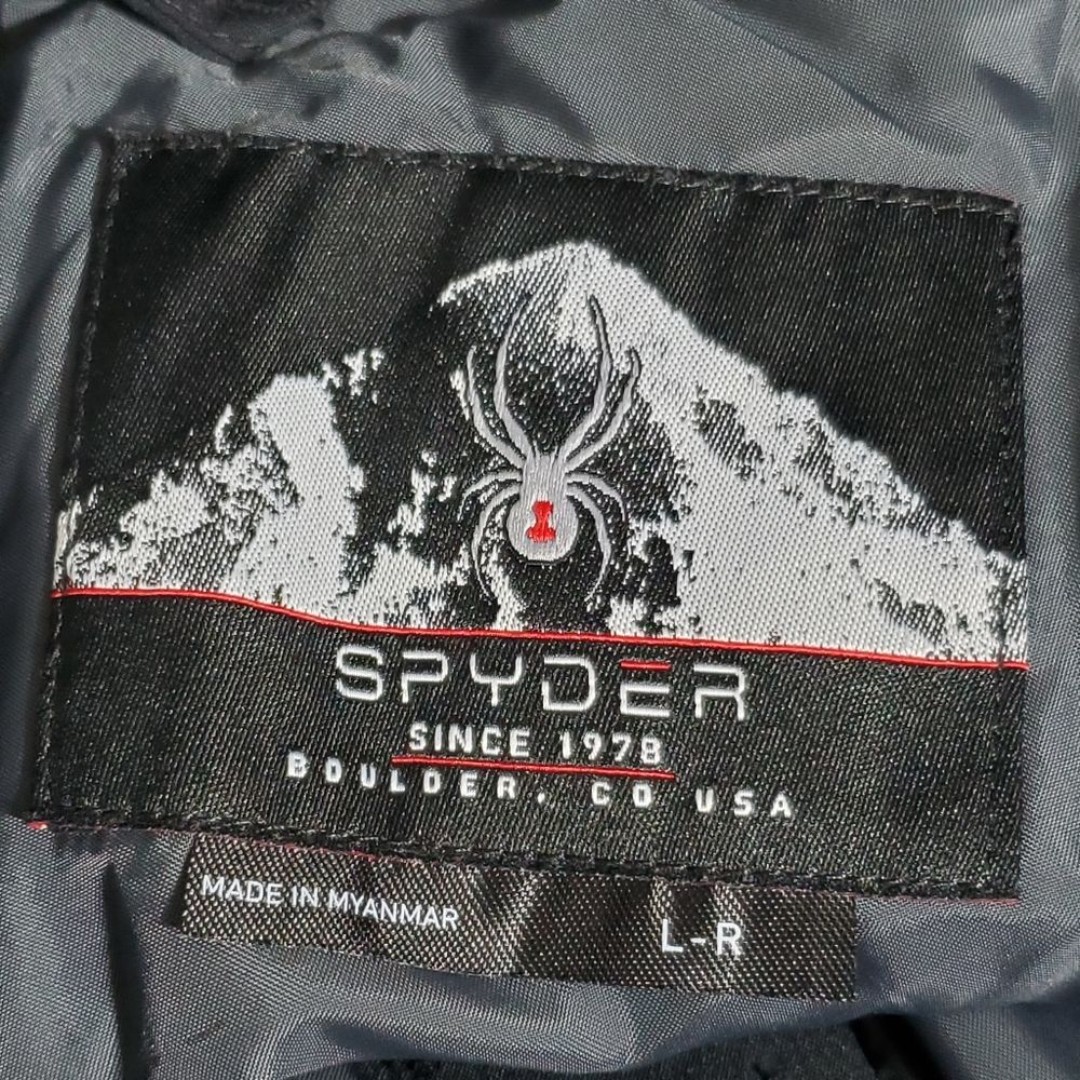 SPYDER
SINCE 1978
BOULDER, CO USA
MADE IN MYANMAR
L-R